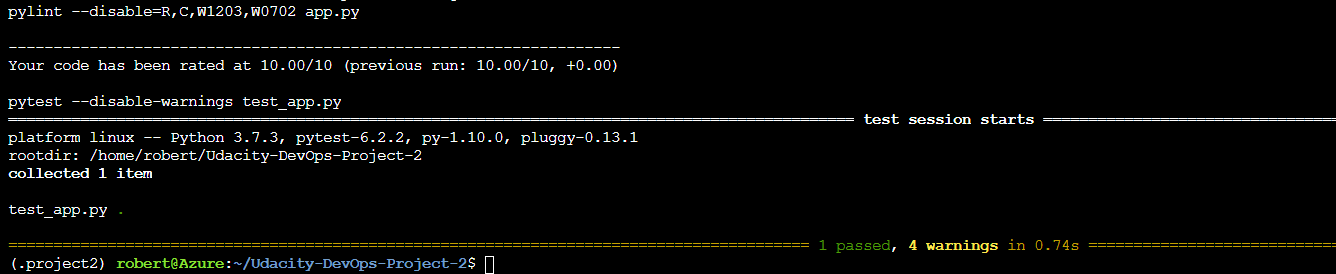 pylint --disable=R,C,W1203,W0702 app.py
--------------------------------------------------------------------
Your code has been rated at 10.00/10 (previous run: 10.00/10, +0.00)
pytest --disable-warnings test_app.py
============================================================================================== test session starts =================================
platform linux -- Python 3.7.3, pytest-6.2.2, py-1.10.0, pluggy-0.13.1
rootdir: /home/robert/Udacity-DevOps-Project-2
collected 1 item
test_app.py .
========================================================================================= 1 passed, 4 warnings in 0.74s ============================
(.project2) robert@Azure:~/Udacity-DevOps-Project-2$